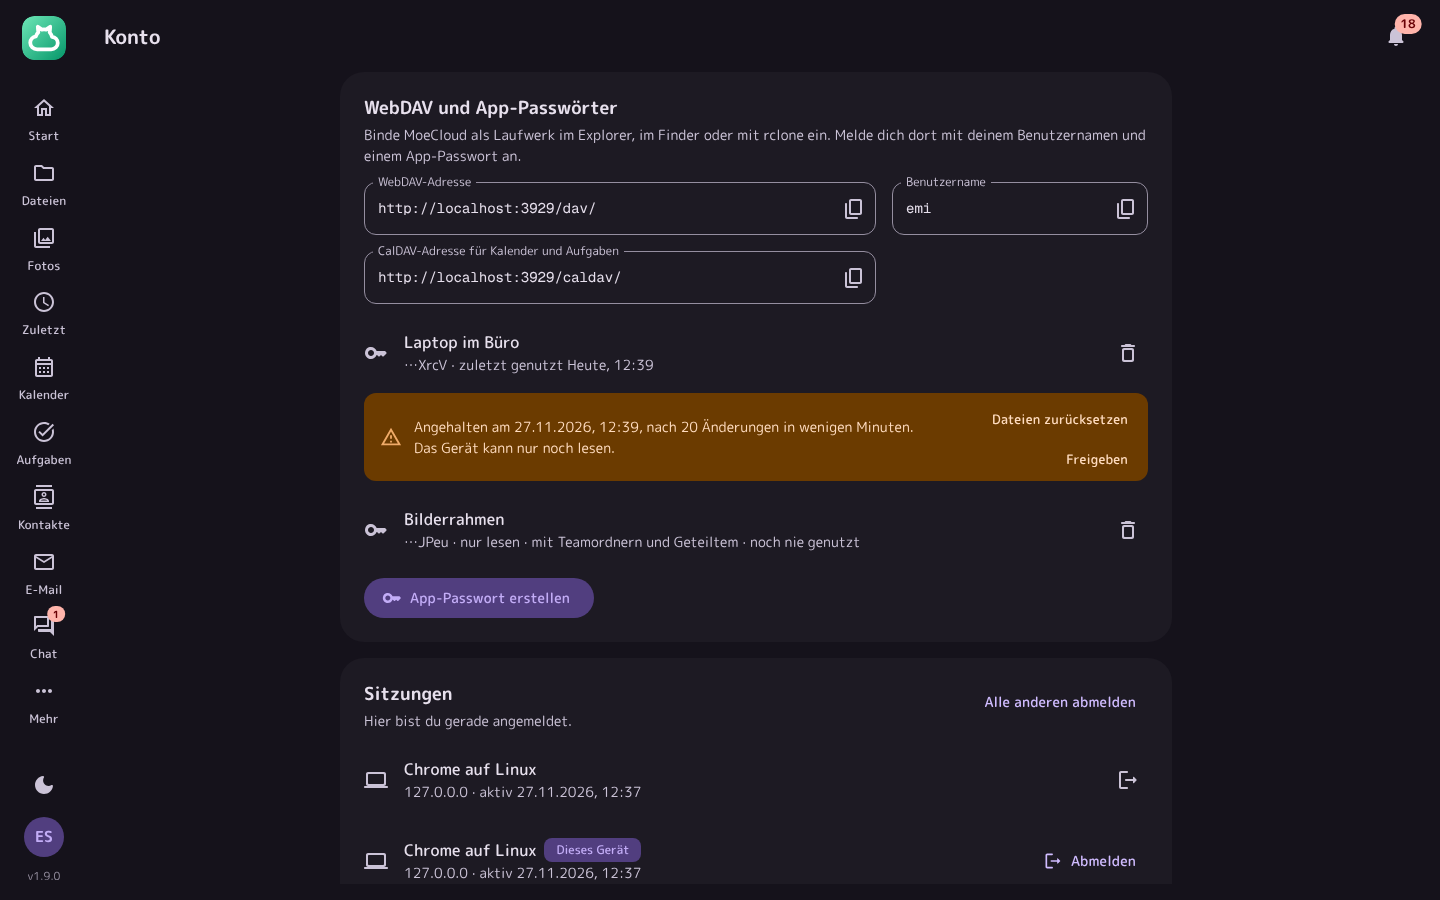 Konto
18
Start
Dateien
Fotos
Zuletzt
Kalender
Aufgaben
Kontakte
E-Mail
1
Chat
Mehr
ES
v1.9.0
WebDAV und App-Passwörter
Binde MoeCloud als Laufwerk im Explorer, im Finder oder mit rclone ein. Melde dich dort mit deinem Benutzernamen und
einem App-Passwort an.
WebDAV-Adresse
http://localhost:3929/dav/
Benutzername
emi
CalDAV-Adresse für Kalender und Aufgaben
http://localhost:3929/caldav/
Laptop im Büro
···XrcV · zuletzt genutzt Heute, 12:39
Angehalten am 27.11.2026, 12:39, nach 20 Änderungen in wenigen Minuten.
Das Gerät kann nur noch lesen.
Dateien zurücksetzen
Freigeben
Bilderrahmen
···JPeu · nur lesen · mit Teamordnern und Geteiltem · noch nie genutzt
App-Passwort erstellen
Sitzungen
Hier bist du gerade angemeldet.
Alle anderen abmelden
Chrome auf Linux
127.0.0.0 · aktiv 27.11.2026, 12:37
Chrome auf Linux
Dieses Gerät
127.0.0.0 · aktiv 27.11.2026, 12:37
Abmelden